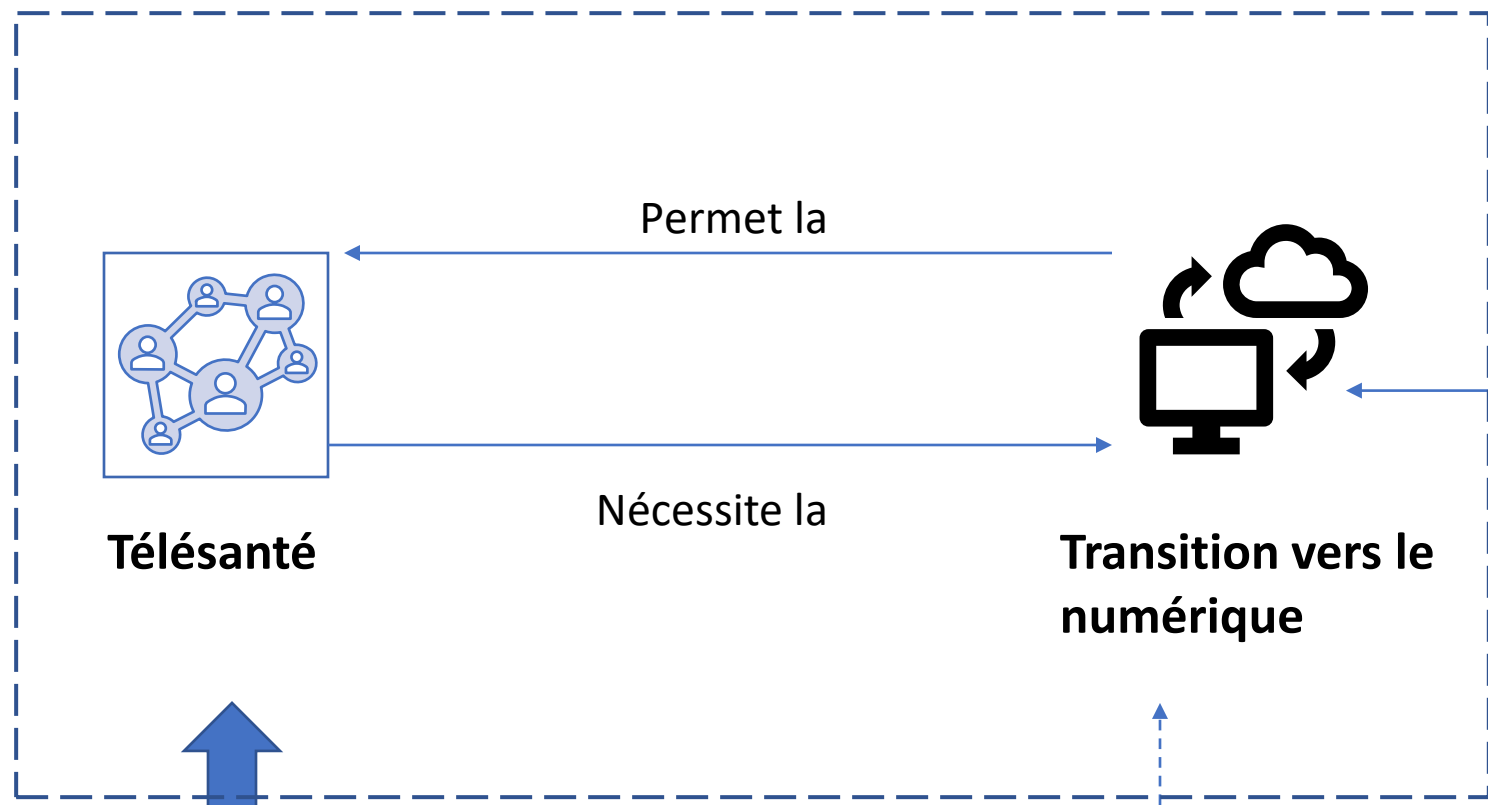 Permet la
Nécessite la
Télésanté
Transition vers le
numérique